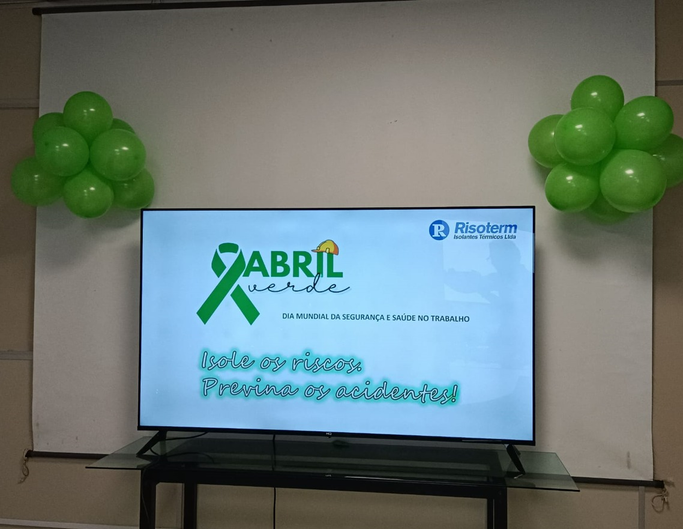 Risoterm
Isolantes Térmicos Ltda
ABRIL
verde
DIA MUNDIAL DA SEGURANÇA E SAÚDE NO TRABALHO
Isole os riscos.
Previna os acidentes!